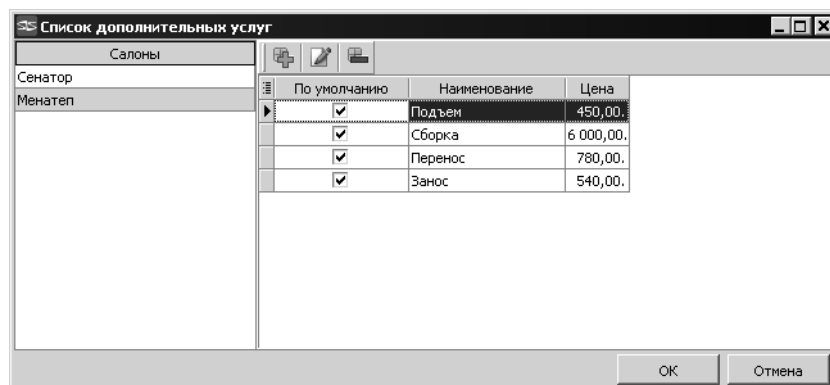 Список дополнительных услуг
Салоны
Сенатор
Менатеп
По умолчанию Наименование Цена
Подъем 450,00.
Сборка 6 000,00.
Перенос 780,00.
Занос 540,00.
OK Отмена